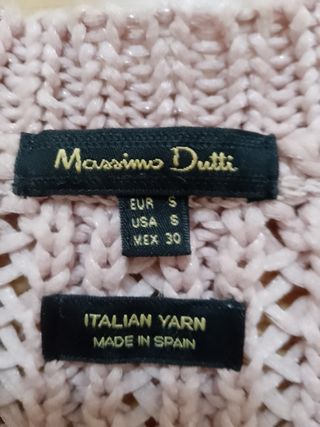 Massimo Dutti
EUR S
USA S
MEX 30
ITALIAN YARN
MADE IN SPAIN